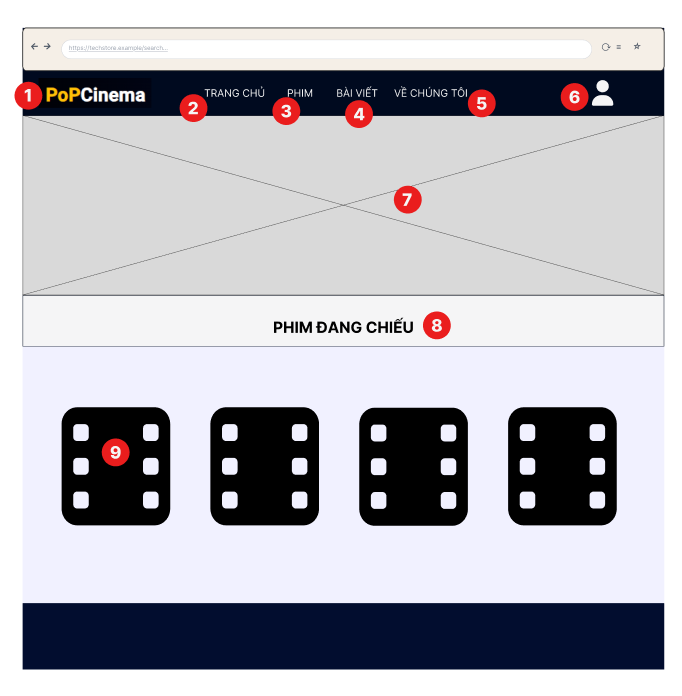 https://techstore.example/search...
1 PoPCinema
2 TRANG CHỦ
3 PHIM
4 BÀI VIẾT
5 VỀ CHÚNG TÔI
6
7
PHIM ĐANG CHIẾU 8
9